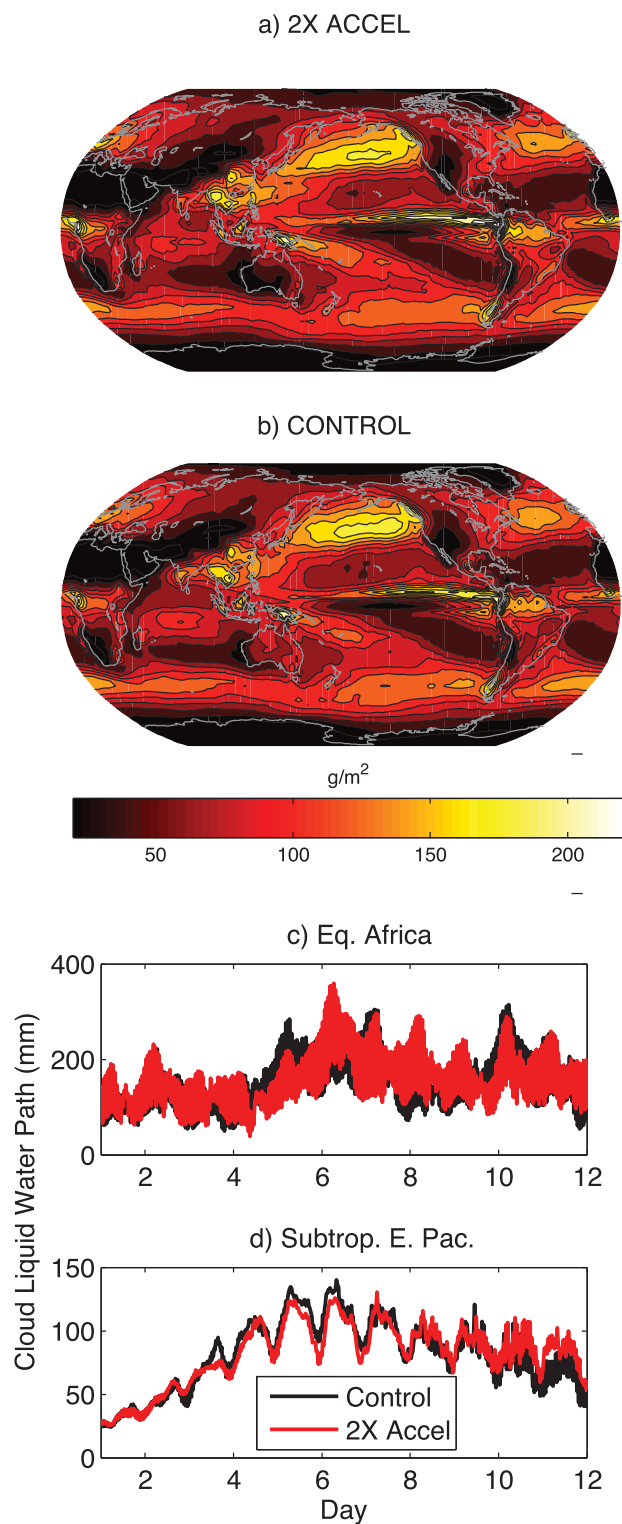 a) 2X ACCEL
b) CONTROL
g/m²
50 100 150 200
c) Eq. Africa
400
200
0
2 4 6 8 10 12
Cloud Liquid Water Path (mm)
d) Subtrop. E. Pac.
150
100
50
0
Control
2X Accel
2 4 6 8 10 12
Day